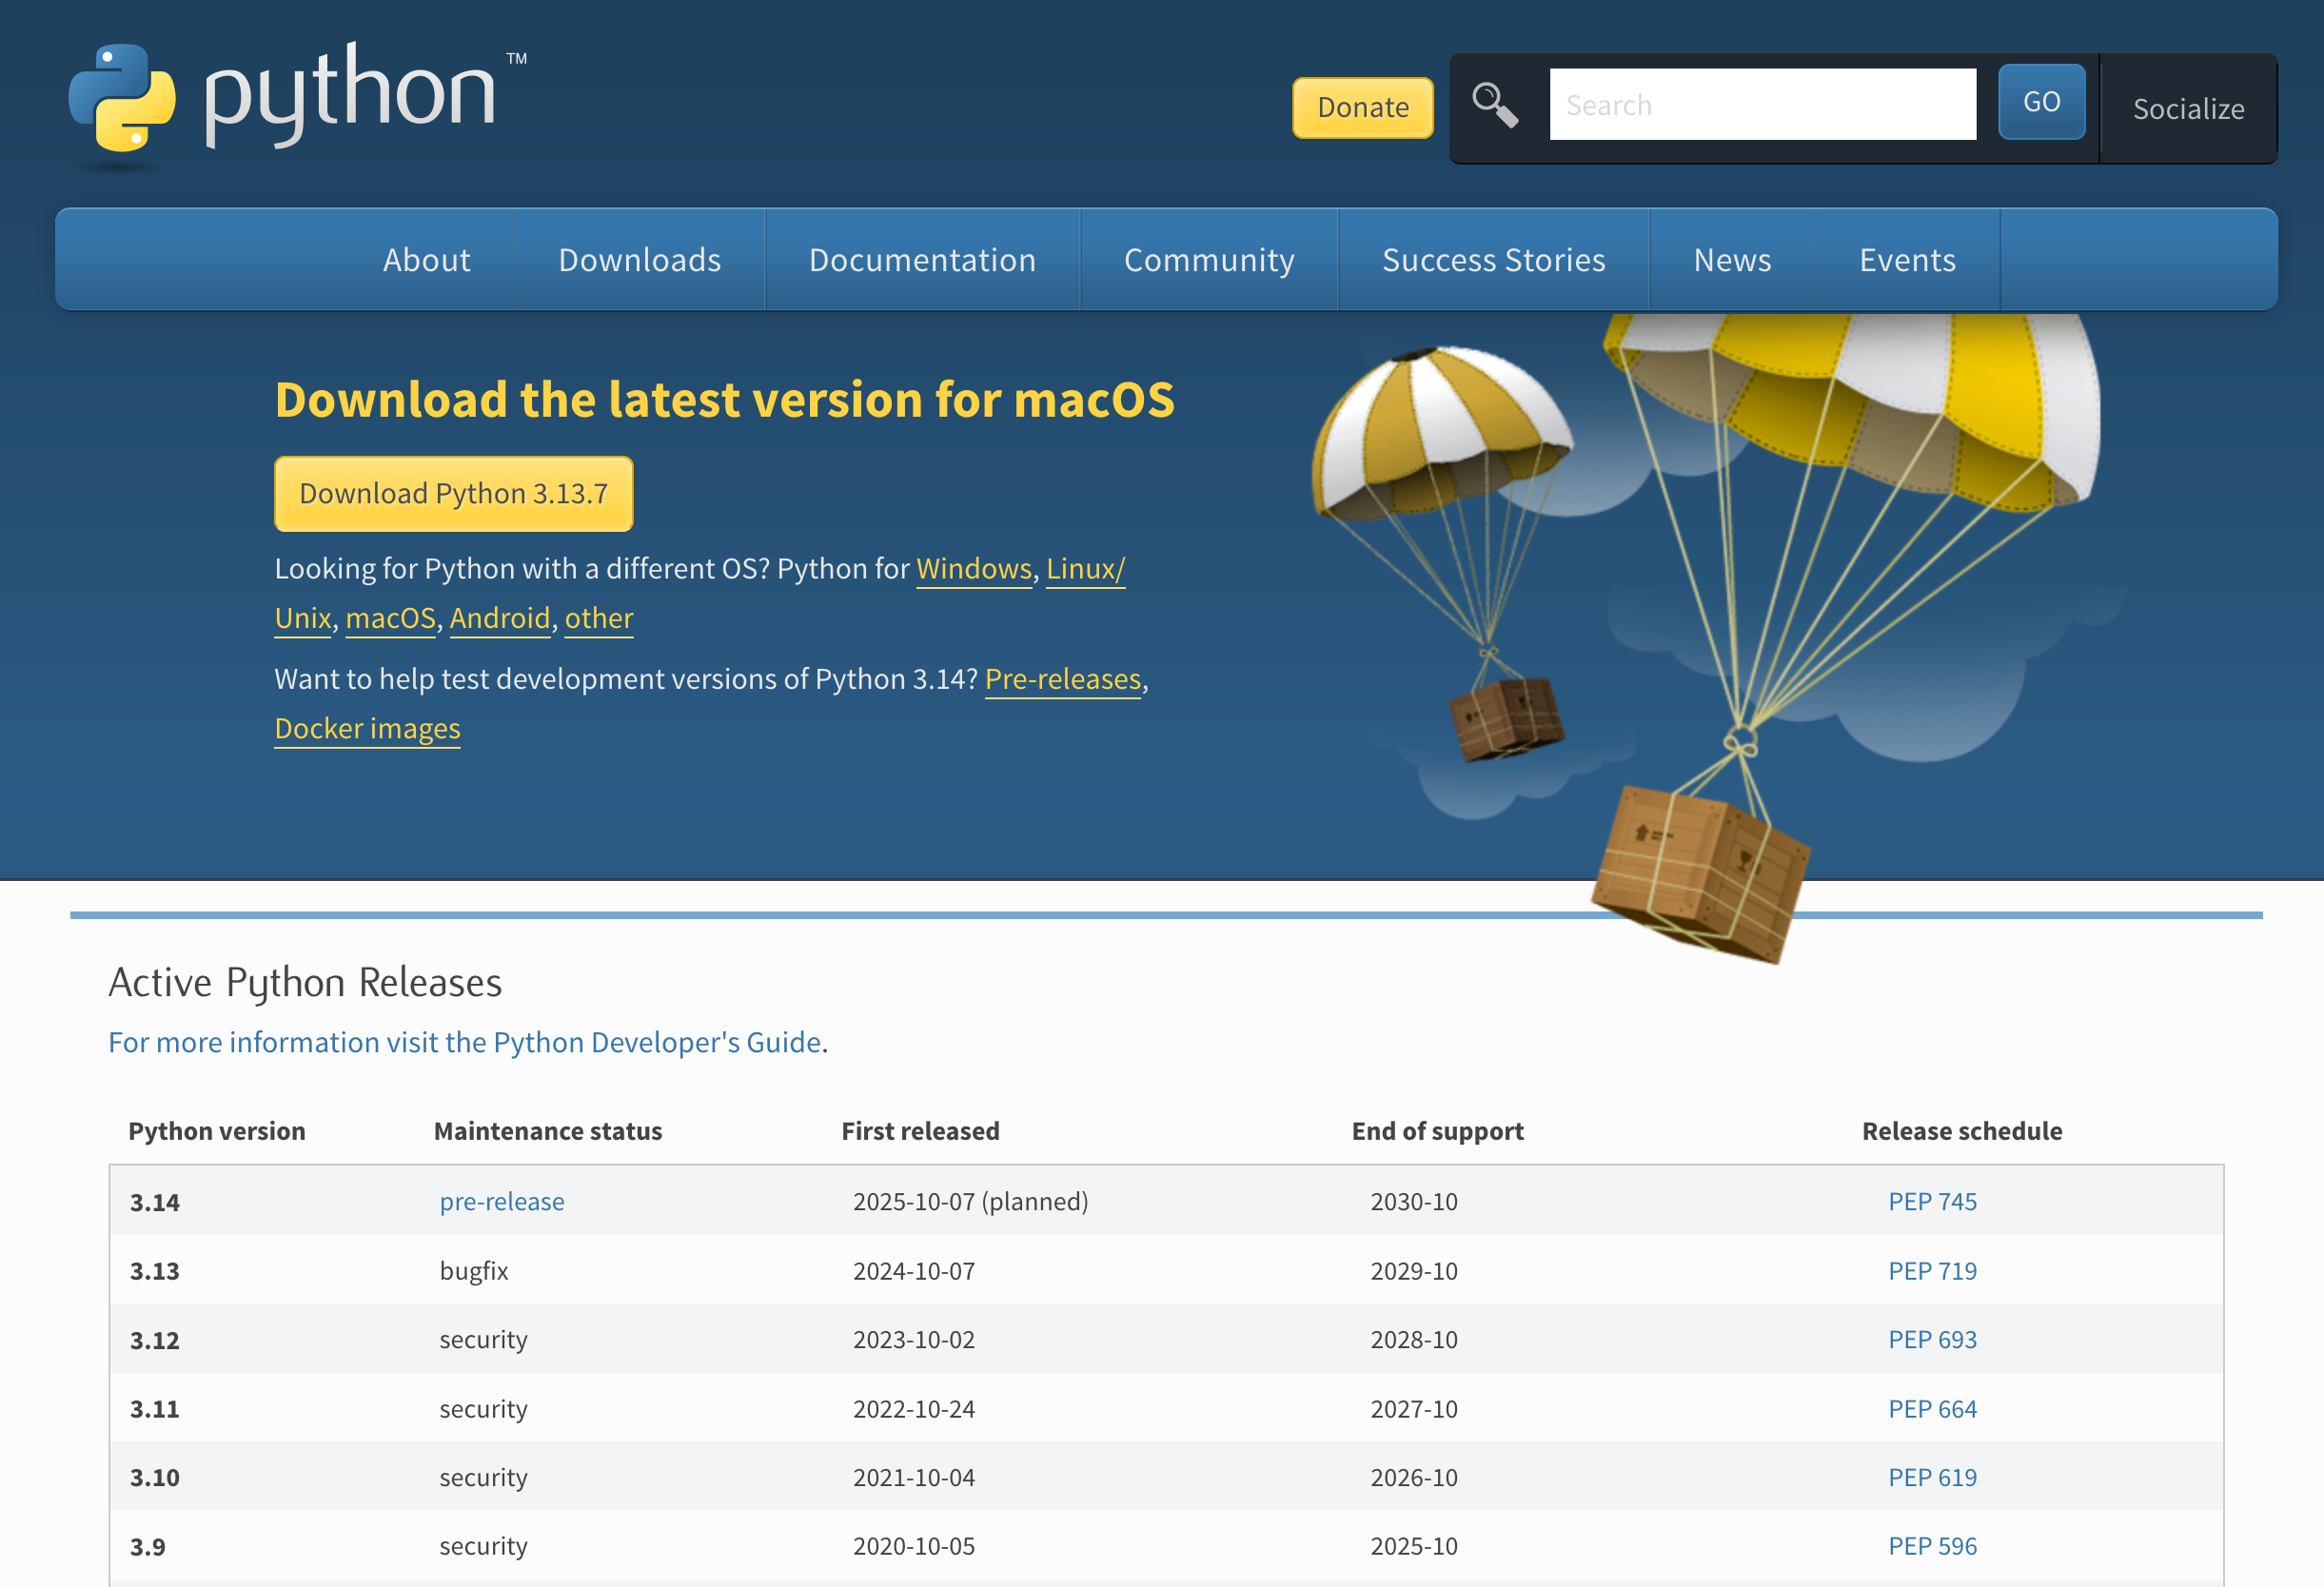 python™
Donate
Search
GO
Socialize
About Downloads Documentation Community Success Stories News Events
Download the latest version for macOS
Download Python 3.13.7
Looking for Python with a different OS? Python for Windows, Linux/
Unix, macOS, Android, other
Want to help test development versions of Python 3.14? Pre-releases,
Docker images
Active Python Releases
For more information visit the Python Developer's Guide.
Python version Maintenance status First released End of support Release schedule
3.14 pre-release 2025-10-07 (planned) 2030-10 PEP 745
3.13 bugfix 2024-10-07 2029-10 PEP 719
3.12 security 2023-10-02 2028-10 PEP 693
3.11 security 2022-10-24 2027-10 PEP 664
3.10 security 2021-10-04 2026-10 PEP 619
3.9 security 2020-10-05 2025-10 PEP 596